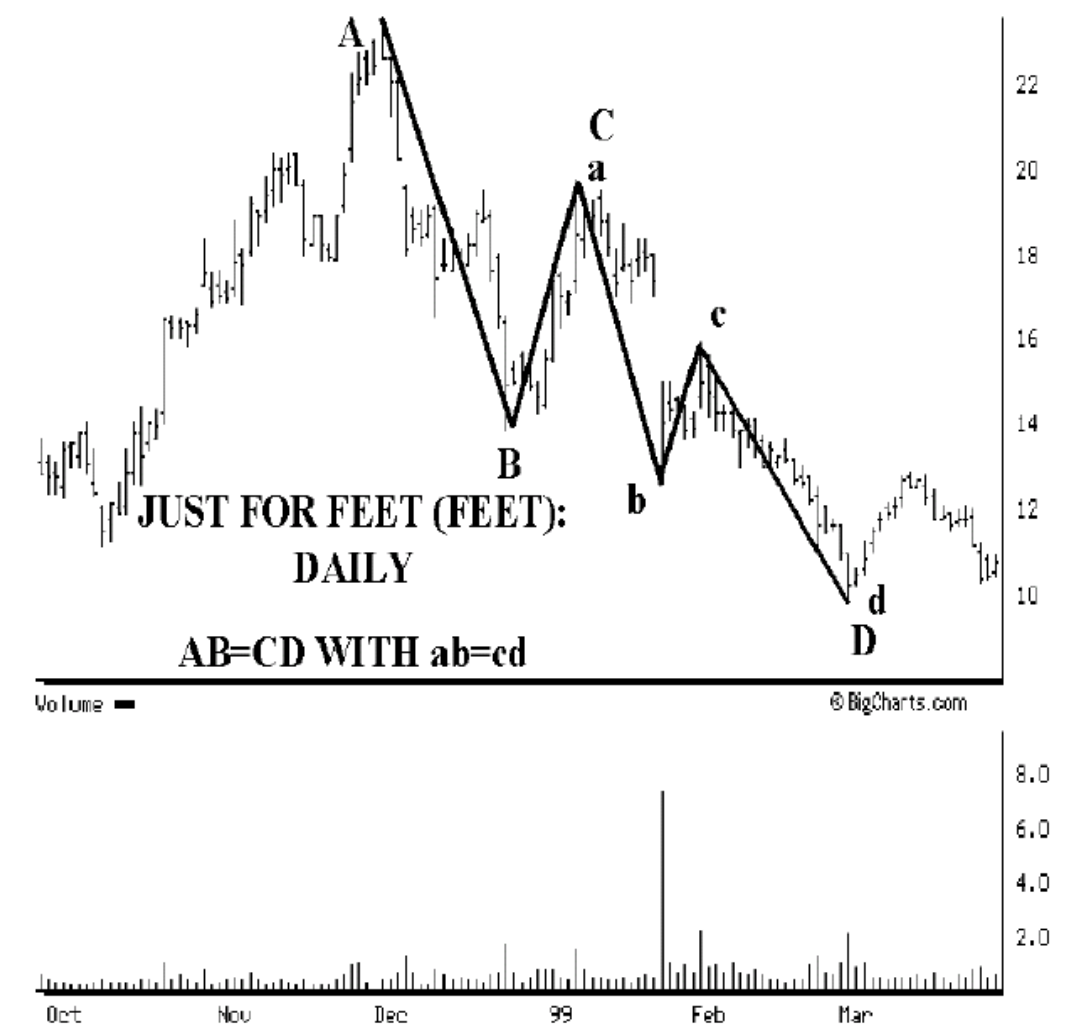 A
22
C
a
20
18
c
16
14
B
b
12
JUST FOR FEET (FEET):
DAILY
10
d
D
AB=CD WITH ab=cd
Volume
© BigCharts.com
8.0
6.0
4.0
2.0
Oct Nov Dec 99 Feb Mar